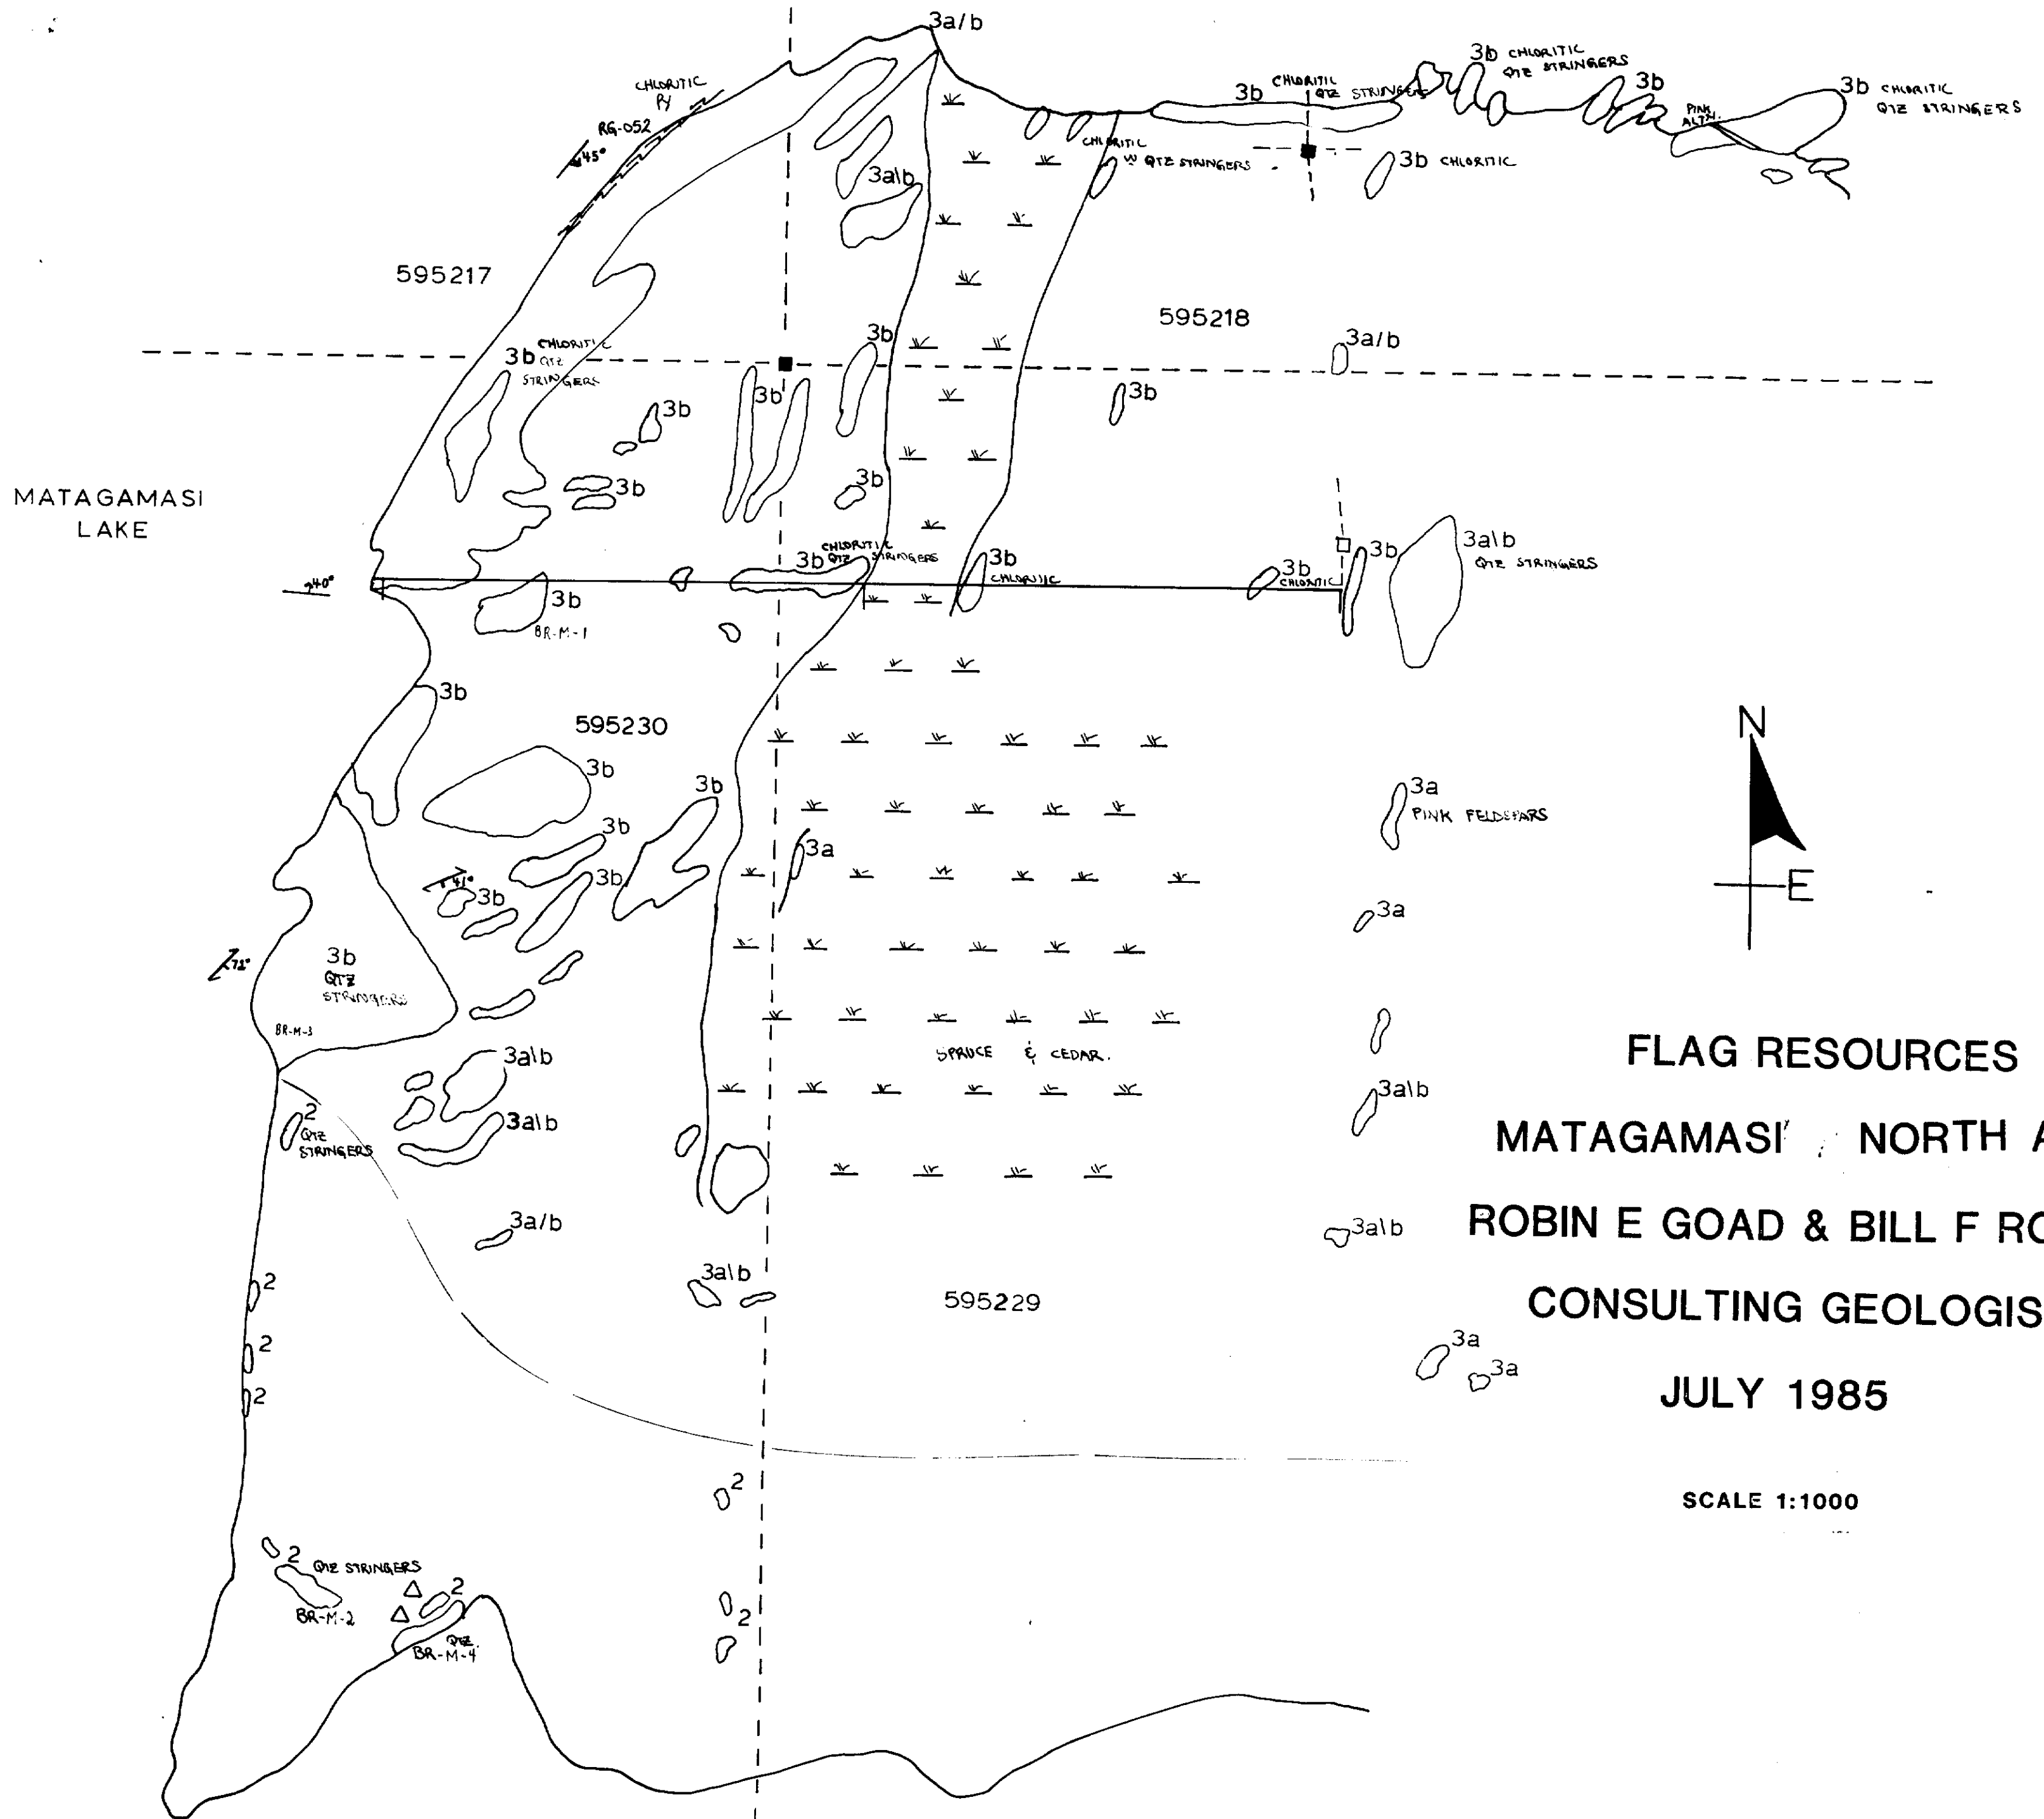 3a/b
3b CHLORITIC
QTZ STRINGERS
CHLORITIC
PY
3b CHLORITIC
QTZ STRINGERS
3b
3b CHLORITIC
QTZ STRINGERS
PINK
ALTN.
RG-052
45°
CHLORITIC
W QTZ STRINGERS
3b CHLORITIC
3a/b
595217
595218
3b CHLORITIC
QTZ
STRINGERS
3b
3a/b
3b
3b
3b
3b
3b
MATAGAMASI
LAKE
3b CHLORITIC
QTZ STRINGERS
3b
CHLORITIC
3b
CHLORITIC
3b
3a/b
QTZ STRINGERS
40°
3b
BR-M-1
3b
595230
N
E
3b
3b
3a
PINK FELDSPARS
3b
3a
41°
3b
3b
3a
72°
3b
QTZ
STRINGERS
BR-M-3
SPRUCE & CEDAR.
3a/b
3a/b
2
QTZ
STRINGERS
3a/b
3a/b
3a/b
3a/b
595229
2
2
2
3a
3a
FLAG RESOURCES
MATAGAMASI NORTH A
ROBIN E GOAD & BILL F RO
CONSULTING GEOLOGIS
JULY 1985
SCALE 1:1000
2
2 QTZ STRINGERS
BR-M-2
2
QTZ.
BR-M-4
2